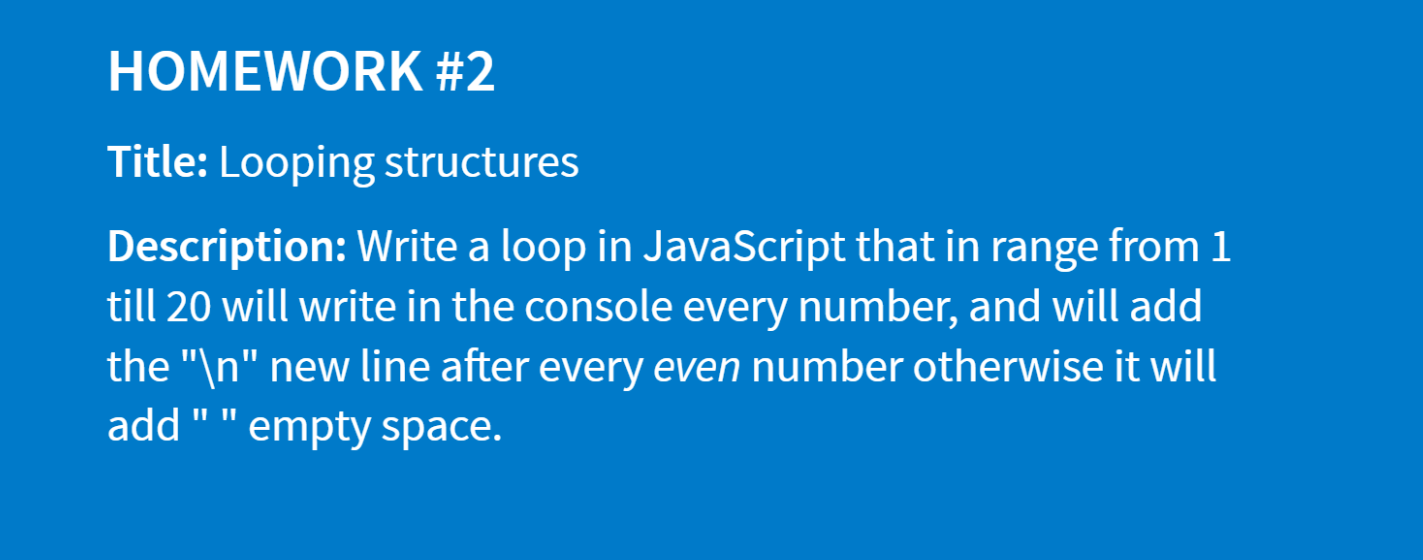 HOMEWORK #2
Title: Looping structures
Description: Write a loop in JavaScript that in range from 1
till 20 will write in the console every number, and will add
the "\n" new line after every even number otherwise it will
add " " empty space.